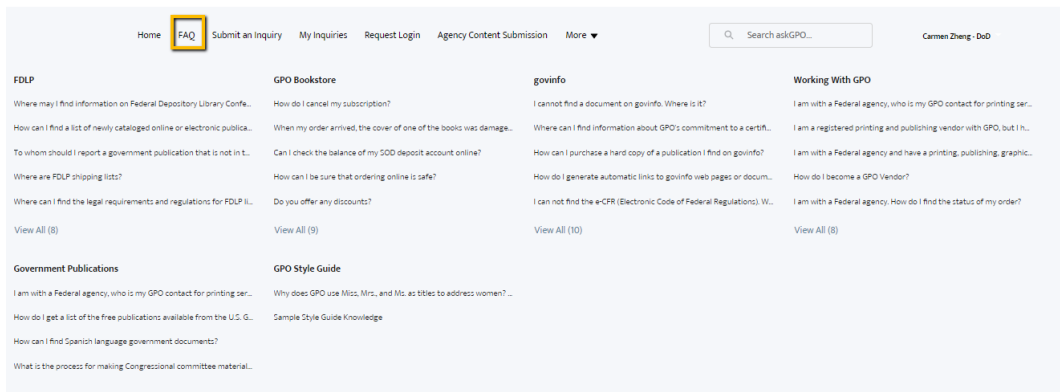 Home FAQ Submit an Inquiry My Inquiries Request Login Agency Content Submission More ▼ Search askGPO... Carmen Zheng - DoD
FDLP
Where may I find information on Federal Depository Library Confe...
How can I find a list of newly cataloged online or electronic publica...
To whom should I report a government publication that is not in t...
Where are FDLP shipping lists?
Where can I find the legal requirements and regulations for FDLP li...
View All (8)
GPO Bookstore
How do I cancel my subscription?
When my order arrived, the cover of one of the books was damage...
Can I check the balance of my SOD deposit account online?
How can I be sure that ordering online is safe?
Do you offer any discounts?
View All (9)
govinfo
I cannot find a document on govinfo. Where is it?
Where can I find information about GPO's commitment to a certifi...
How can I purchase a hard copy of a publication I find on govinfo?
How do I generate automatic links to govinfo web pages or docum...
I can not find the e-CFR (Electronic Code of Federal Regulations). W...
View All (10)
Working With GPO
I am with a Federal agency, who is my GPO contact for printing ser...
I am a registered printing and publishing vendor with GPO, but I h...
I am with a Federal agency and have a printing, publishing, graphic...
How do I become a GPO Vendor?
I am with a Federal agency. How do I find the status of my order?
View All (8)
Government Publications
I am with a Federal agency, who is my GPO contact for printing ser...
How do I get a list of the free publications available from the U.S. G...
How can I find Spanish language government documents?
What is the process for making Congressional committee material...
GPO Style Guide
Why does GPO use Miss, Mrs., and Ms. as titles to address women? ...
Sample Style Guide Knowledge